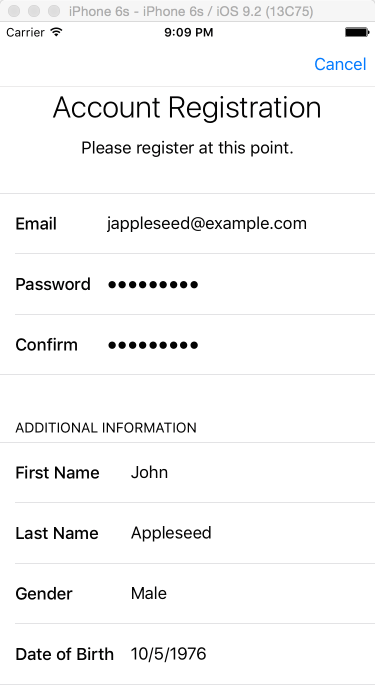 iPhone 6s - iPhone 6s / iOS 9.2 (13C75)
Carrier 9:09 PM
Cancel
Account Registration
Please register at this point.
Email jappleseed@example.com
Password ●●●●●●●●●
Confirm ●●●●●●●●●
ADDITIONAL INFORMATION
First Name John
Last Name Appleseed
Gender Male
Date of Birth 10/5/1976